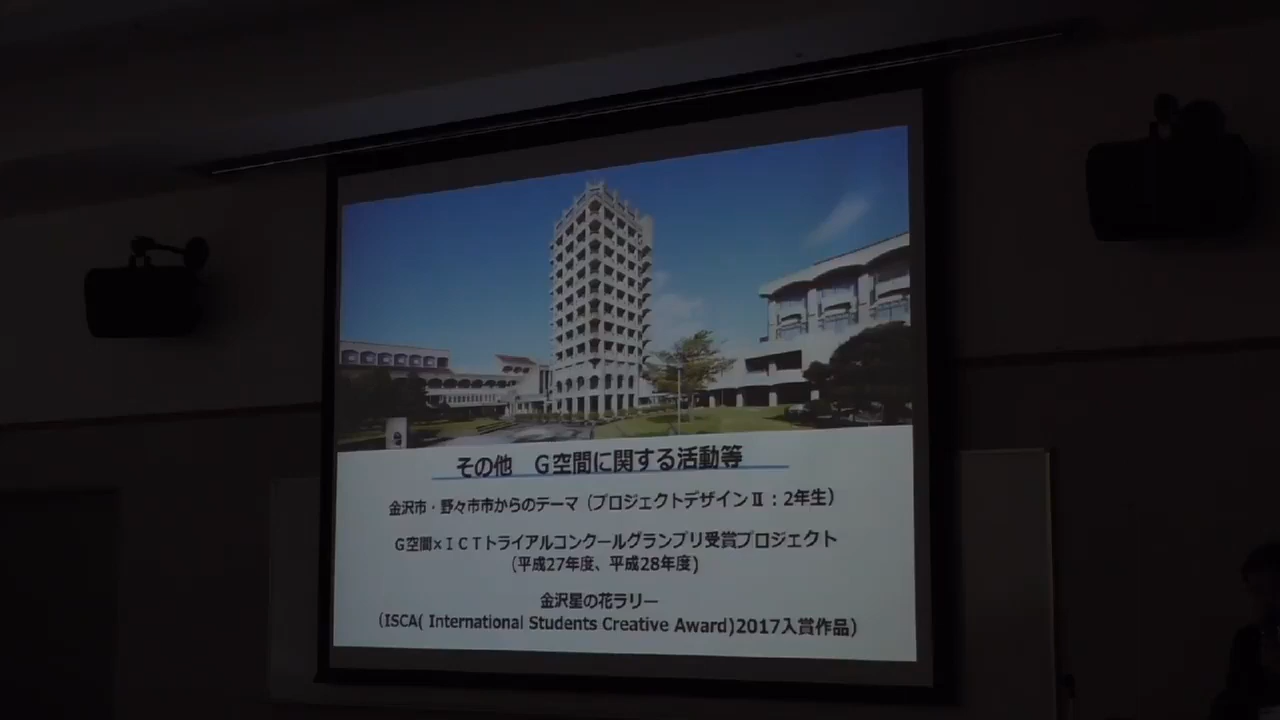 その他　G空間に関する活動等
金沢市・野々市市からのテーマ（プロジェクトデザインⅡ：2年生）
G空間×ＩＣＴトライアルコンクールグランプリ受賞プロジェクト
（平成27年度、平成28年度）
金沢星の花ラリー
（ISCA( International Students Creative Award)2017入賞作品）